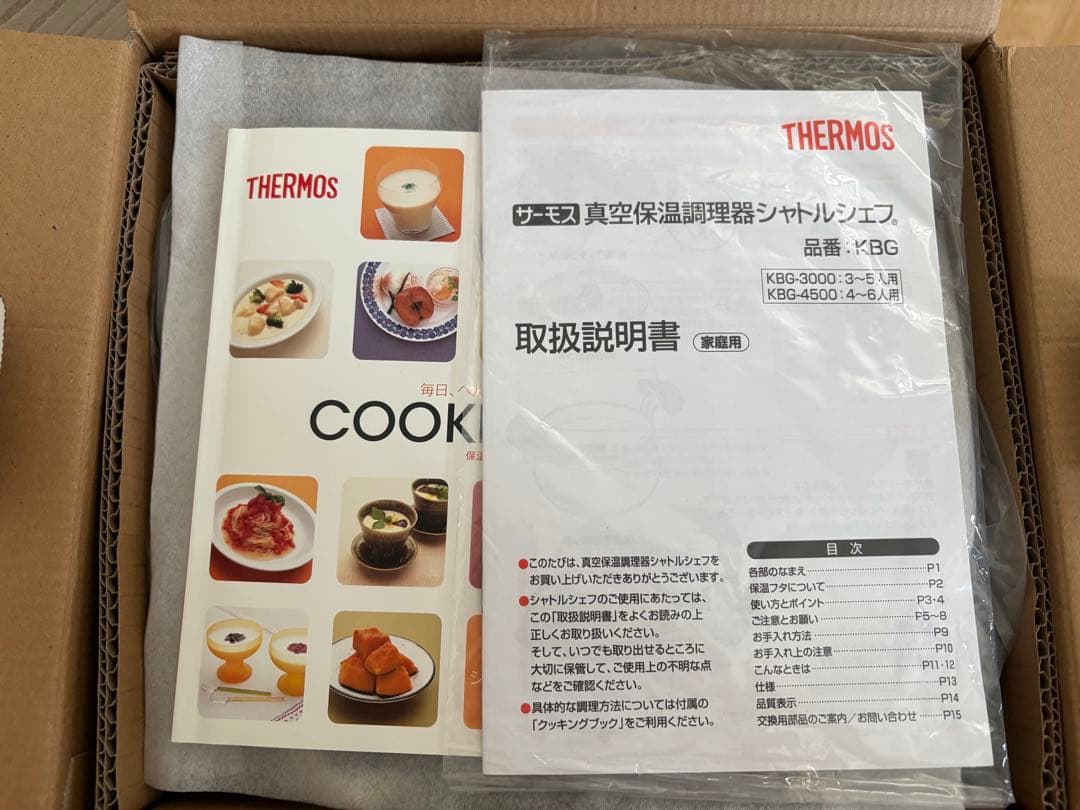 THERMOS
毎日、
COOK
保温
THERMOS
サーモス 真空保温調理器シャトルシェフ®
品番：KBG
KBG-3000：3〜5人用
KBG-4500：4〜6人用
取扱説明書 家庭用
●このたびは、真空保温調理器シャトルシェフを
お買い上げいただきありがとうございます。
●シャトルシェフのご使用にあたっては、
この「取扱説明書」をよくお読みの上
正しくお取り扱いください。
そして、いつでも取り出せるところに
大切に保管して、ご使用上の不明な点
などをご確認ください。
●具体的な調理方法については付属の
「クッキングブック」をご利用ください。
目 次
各部のなまえ……P1
保温フタについて……P2
使い方とポイント……P3・4
ご注意とお願い……P5〜8
お手入れ方法……P9
お手入れ上の注意……P10
こんなときは……P11・12
仕様……P13
品質表示……P14
交換用部品のご案内／お問い合わせ……P15